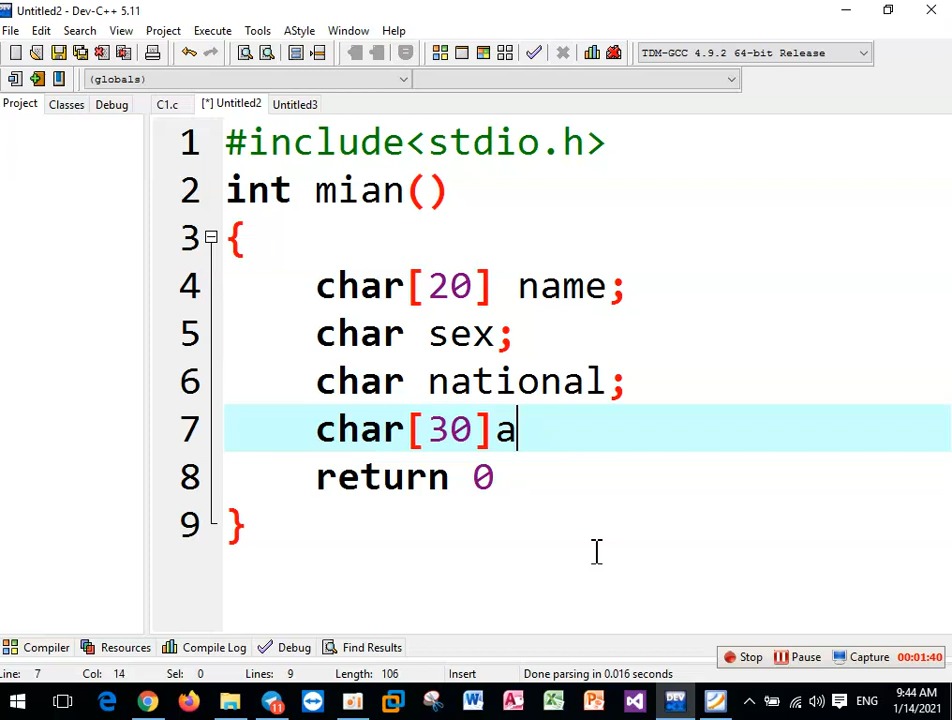 Untitled2 - Dev-C++ 5.11
File Edit Search View Project Execute Tools AStyle Window Help
TDM-GCC 4.9.2 64-bit Release
(globals)
Project Classes Debug C1.c [*] Untitled2 Untitled3
1 #include<stdio.h>
2 int mian()
3 {
4 char[20] name;
5 char sex;
6 char national;
7 char[30]a
8 return 0
9 }
Compiler Resources Compile Log Debug Find Results
Line: 7 Col: 14 Sel: 0 Lines: 9 Length: 106 Insert Done parsing in 0.016 seconds
Stop Pause Capture 00:01:40
ENG 9:44 AM
1/14/2021